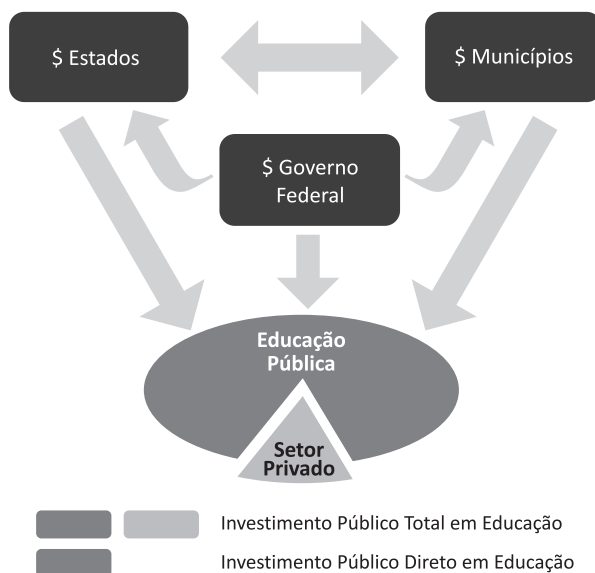 $ Estados
$ Municípios
$ Governo
Federal
Educação
Pública
Setor
Privado
Investimento Público Total em Educação
Investimento Público Direto em Educação